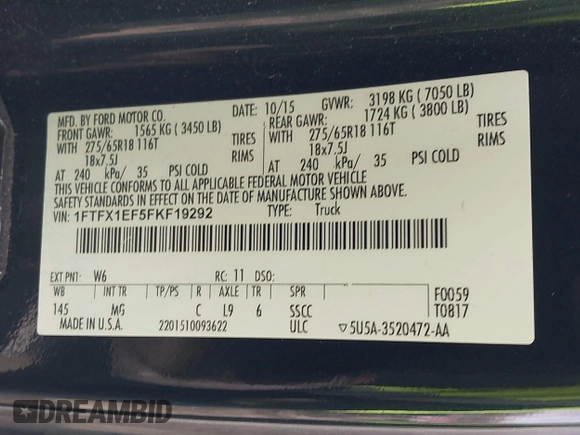 MFD. BY FORD MOTOR CO. DATE: 10/15 GVWR: 3198 KG (7050 LB)
FRONT GAWR: 1565 KG (3450 LB) REAR GAWR: 1724 KG (3800 LB)
WITH 275/65R18 116T TIRES WITH 275/65R18 116T TIRES
18x7.5J RIMS 18x7.5J RIMS
AT 240 kPa/ 35 PSI COLD AT 240 kPa/ 35 PSI COLD
THIS VEHICLE CONFORMS TO ALL APPLICABLE FEDERAL MOTOR VEHICLE
SAFETY STANDARDS IN EFFECT ON THE DATE OF MANUFACTURE SHOWN ABOVE.
VIN: 1FTFX1EF5FKF19292 TYPE: Truck
EXT PNT: W6 RC: 11 DSO:
WB INT TR TP/PS R AXLE TR SPR F0059
145 MG C L9 6 SSCC T0817
MADE IN U.S.A. 2201510093622 ULC ▽5U5A-3520472-AA
DREAMBID